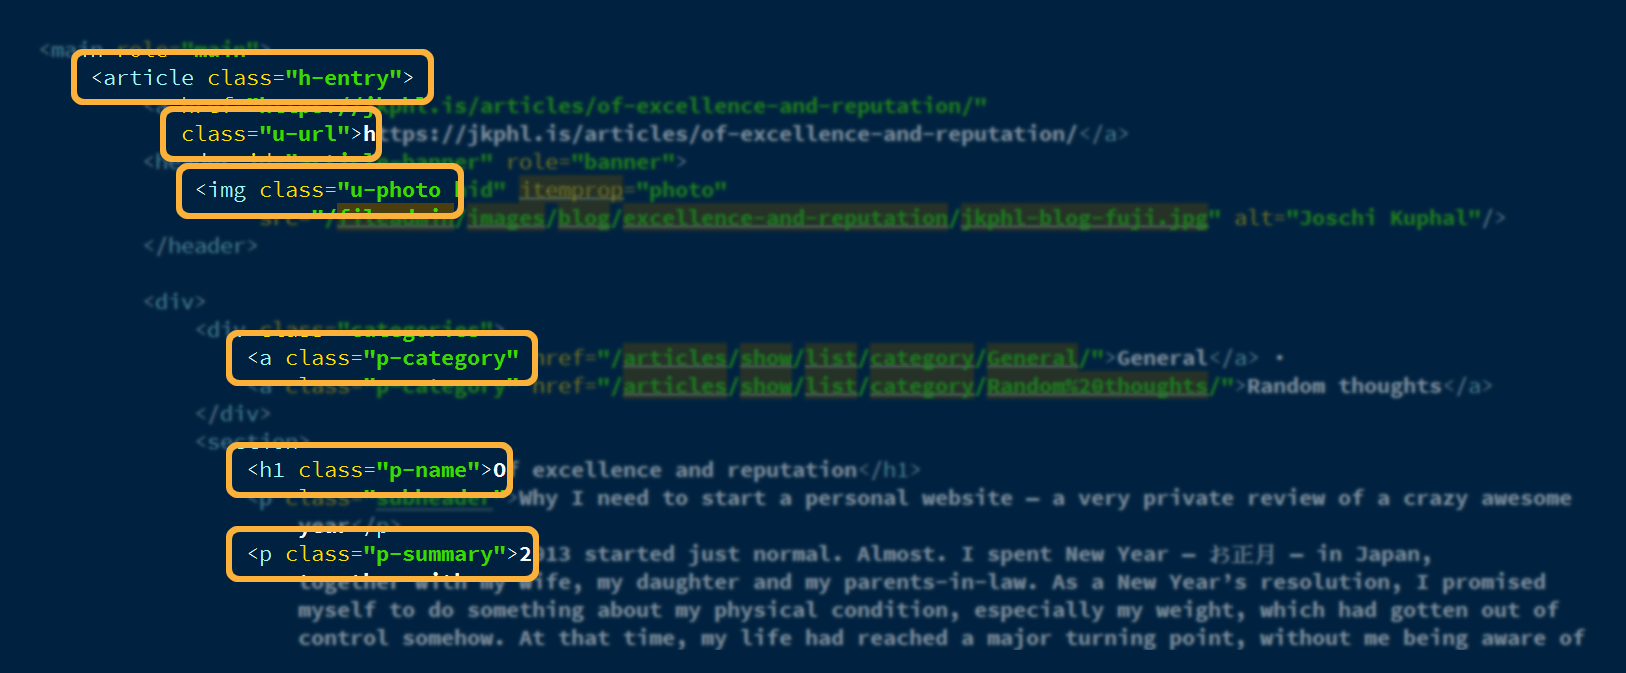 <main role="main">
<article class="h-entry">
<a href="https://jkphl.is/articles/of-excellence-and-reputation/"
class="u-url">https://jkphl.is/articles/of-excellence-and-reputation/</a>
role="banner">
<img class="u-photo hid" itemprop="photo"
src="/fileadmin/images/blog/excellence-and-reputation/jkphl-blog-fuji.jpg" alt="Joschi Kuphal"/>
</header>
<div>
<div class="categories">
<a class="p-category" href="/articles/show/list/category/General/">General</a> •
<a class="p-category" href="/articles/show/list/category/Random%20thoughts/">Random thoughts</a>
</div>
<section>
<h1 class="p-name">Of excellence and reputation</h1>
<p class="subheader">Why I need to start a personal website — a very private review of a crazy awesome
year</p>
<p class="p-summary">2013 started just normal. Almost. I spent New Year — お正月 — in Japan,
together with my wife, my daughter and my parents-in-law. As a New Year’s resolution, I promised
myself to do something about my physical condition, especially my weight, which had gotten out of
control somehow. At that time, my life had reached a major turning point, without me being aware of